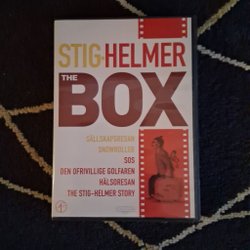 STIG-HELMER
THE
BOX
SÄLLSKAPSRESAN
SNOWROLLER
SOS
DEN OFRIVILLIGE GOLFAREN
HÄLSORESAN
THE STIG-HELMER STORY